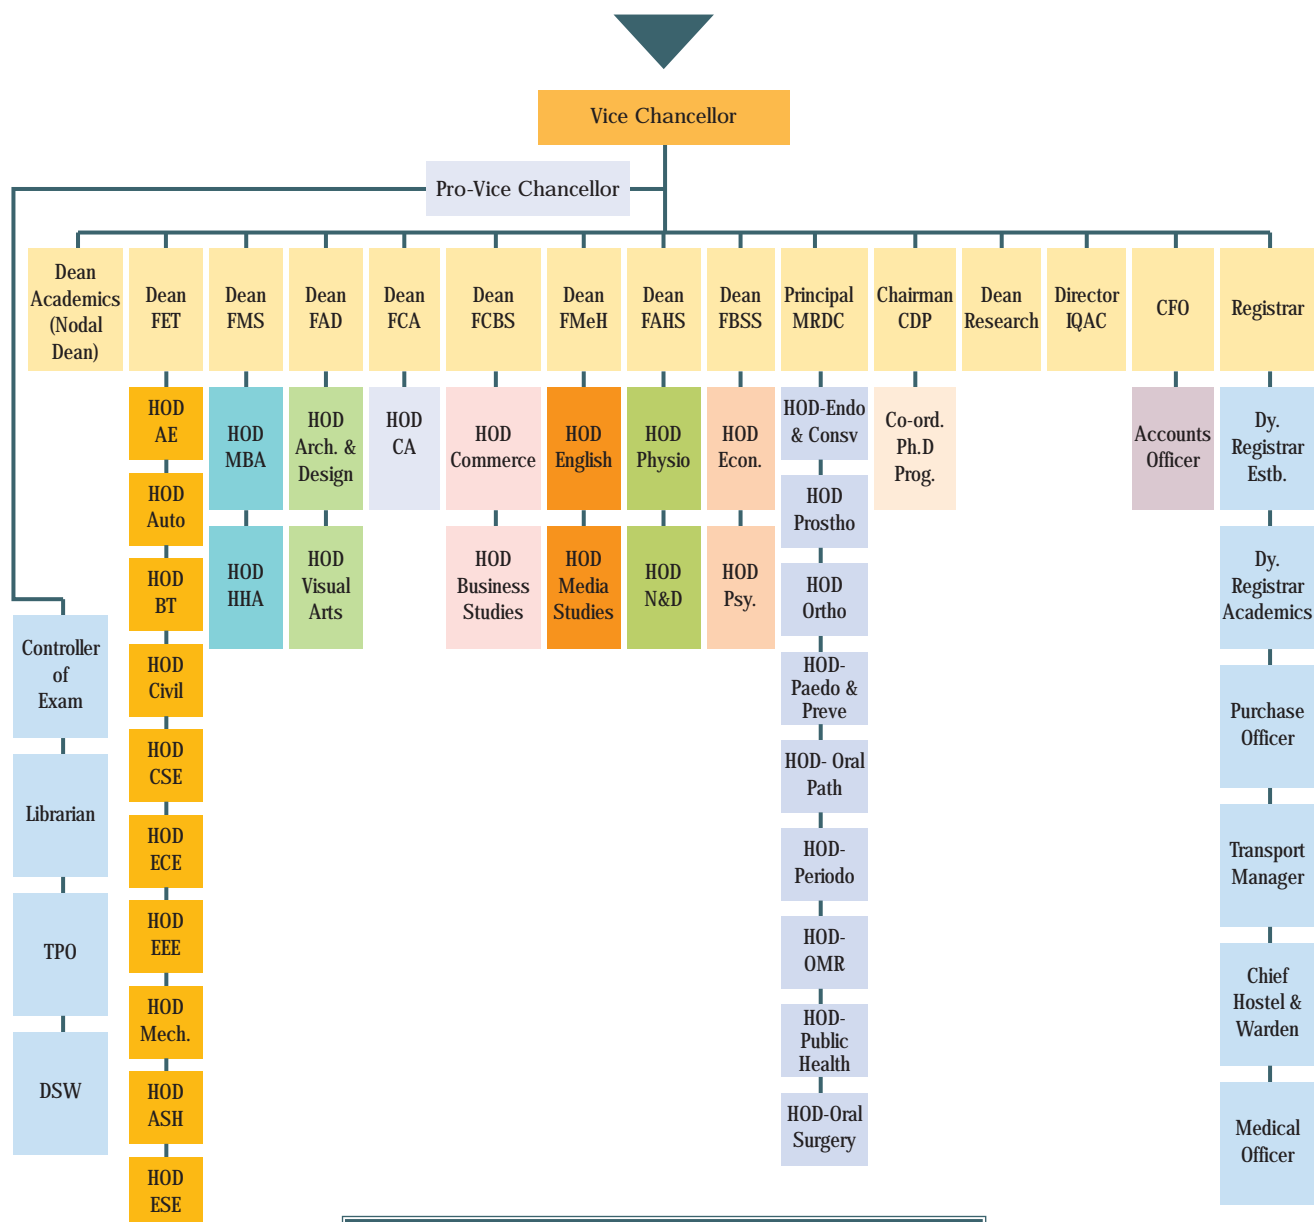 Vice Chancellor
Pro-Vice Chancellor
Dean
Academics
(Nodal
Dean)
Dean
FET
Dean
FMS
Dean
FAD
Dean
FCA
Dean
FCBS
Dean
FMeH
Dean
FAHS
Dean
FBSS
Principal
MRDC
Chairman
CDP
Dean
Research
Director
IQAC
CFO
Registrar
Controller
of
Exam
Librarian
TPO
DSW
HOD
AE
HOD
Auto
HOD
BT
HOD
Civil
HOD
CSE
HOD
ECE
HOD
EEE
HOD
Mech.
HOD
ASH
HOD
ESE
HOD
MBA
HOD
HHA
HOD
Arch. &
Design
HOD
Visual
Arts
HOD
CA
HOD
Commerce
HOD
Business
Studies
HOD
English
HOD
Media
Studies
HOD
Physio
HOD
N&D
HOD
Econ.
HOD
Psy.
HOD-Endo
& Consv
HOD
Prostho
HOD
Ortho
HOD-
Paedo &
Preve
HOD- Oral
Path
HOD-
Periodo
HOD-
OMR
HOD-
Public
Health
HOD-Oral
Surgery
Co-ord.
Ph.D
Prog.
Accounts
Officer
Dy.
Registrar
Estb.
Dy.
Registrar
Academics
Purchase
Officer
Transport
Manager
Chief
Hostel &
Warden
Medical
Officer